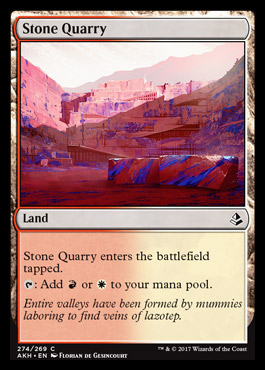 Stone Quarry
Land
Stone Quarry enters the battlefield
tapped.
: Add or to your mana pool.
Entire valleys have been formed by mummies
laboring to find veins of lazotep.
274/269 C
AKH • EN FLORIAN DE GESINCOURT
™ & © 2017 Wizards of the Coast